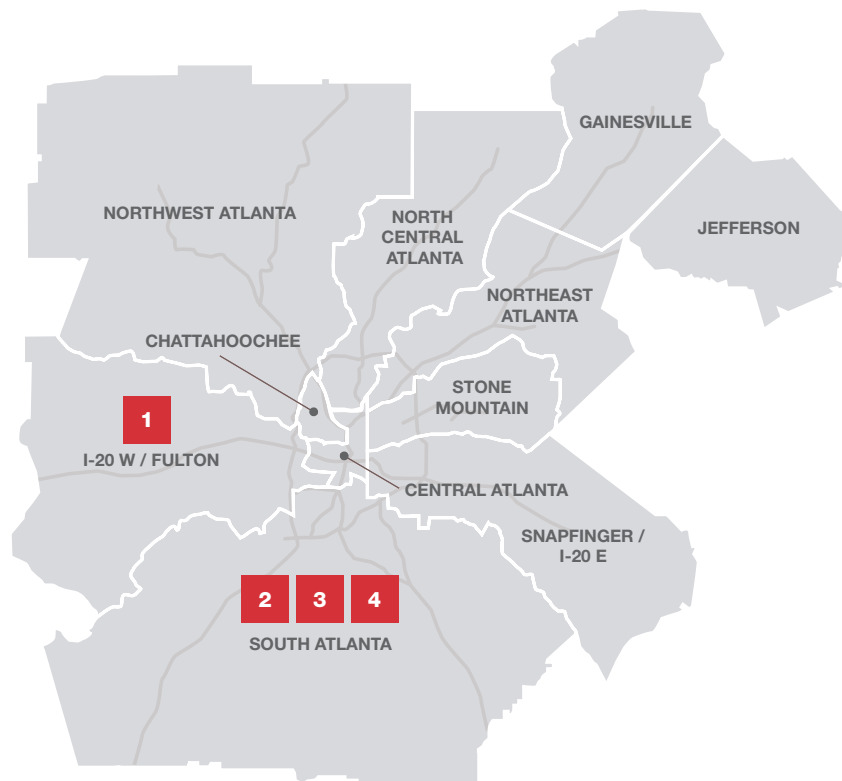 GAINESVILLE
NORTHWEST ATLANTA
NORTH
CENTRAL
ATLANTA
JEFFERSON
NORTHEAST
ATLANTA
CHATTAHOOCHEE
STONE
MOUNTAIN
1
I-20 W / FULTON
CENTRAL ATLANTA
SNAPFINGER /
I-20 E
2 3 4
SOUTH ATLANTA